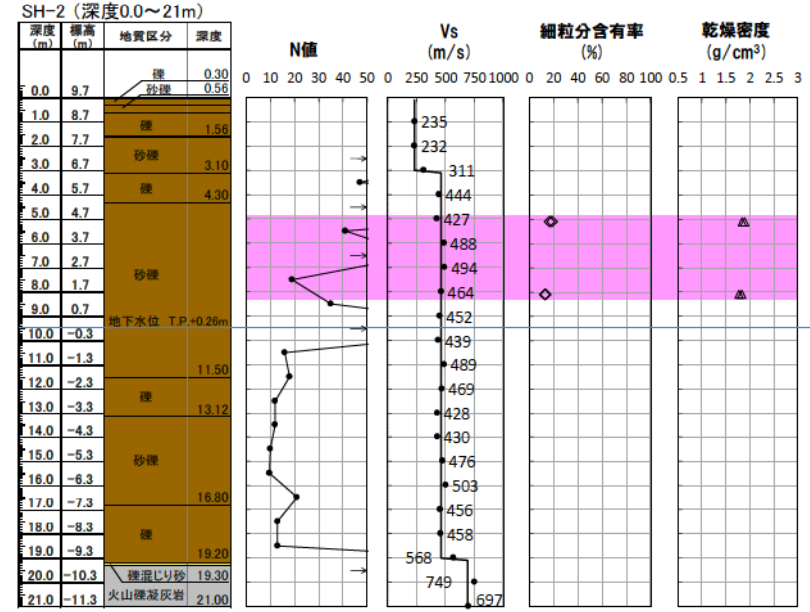 SH-2 (深度0.0～21m)
深度 標高 地質区分 深度 N値 Vs 細粒分含有率 乾燥密度
(m) (m) (m/s) (%) (g/cm³)
礫 0.30
0 10 20 30 40 50 0 250 500 750 1000 0 20 40 60 80 100 0.5 1 1.5 2 2.5 3
0.0 9.7 砂礫 0.56
1.0 8.7 礫 1.56 235
2.0 7.7 砂礫 232
3.0 6.7 3.10 311
4.0 5.7 礫 4.30 444
5.0 4.7 427
6.0 3.7 488
7.0 2.7 砂礫 494
8.0 1.7 464
9.0 0.7 地下水位 T.P.+0.26m 452
10.0 -0.3 439
11.0 -1.3 11.50 489
12.0 -2.3 礫 469
13.0 -3.3 13.12 428
14.0 -4.3 430
15.0 -5.3 砂礫 476
16.0 -6.3 16.80 503
17.0 -7.3 456
18.0 -8.3 礫 458
19.0 -9.3 19.20 568
20.0 -10.3 礫混じり砂 19.30 749
21.0 -11.3 火山礫凝灰岩 21.00 697